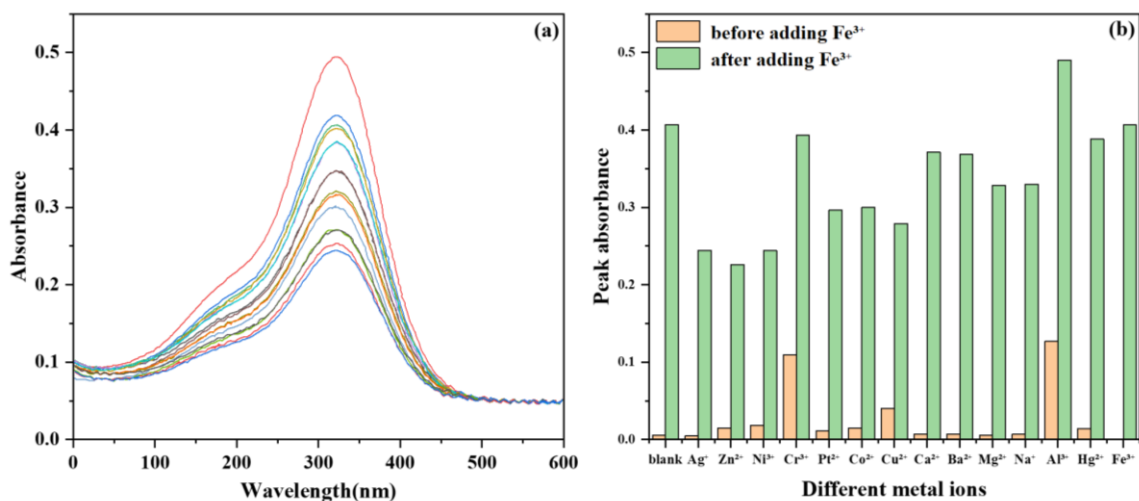 (a)
Absorbance
0.5
0.4
0.3
0.2
0.1
0.0
0 100 200 300 400 500 600
Wavelength(nm)
(b)
before adding Fe³⁺
after adding Fe³⁺
Peak absorbance
0.5
0.4
0.3
0.2
0.1
0.0
blank Ag⁺ Zn²⁺ Ni³⁺ Cr³⁺ Pt²⁺ Co²⁺ Cu²⁺ Ca²⁺ Ba²⁺ Mg²⁺ Na⁺ Al³⁺ Hg²⁺ Fe³⁺
Different metal ions